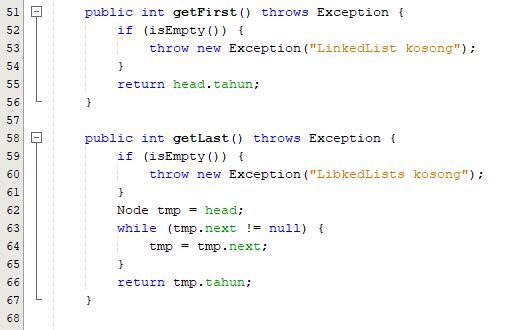 51 public int getFirst() throws Exception {
52 if (isEmpty()) {
53 throw new Exception("LinkedList kosong");
54 }
55 return head.tahun;
56 }
57
58 public int getLast() throws Exception {
59 if (isEmpty()) {
60 throw new Exception("LibkedLists kosong");
61 }
62 Node tmp = head;
63 while (tmp.next != null) {
64 tmp = tmp.next;
65 }
66 return tmp.tahun;
67 }
68